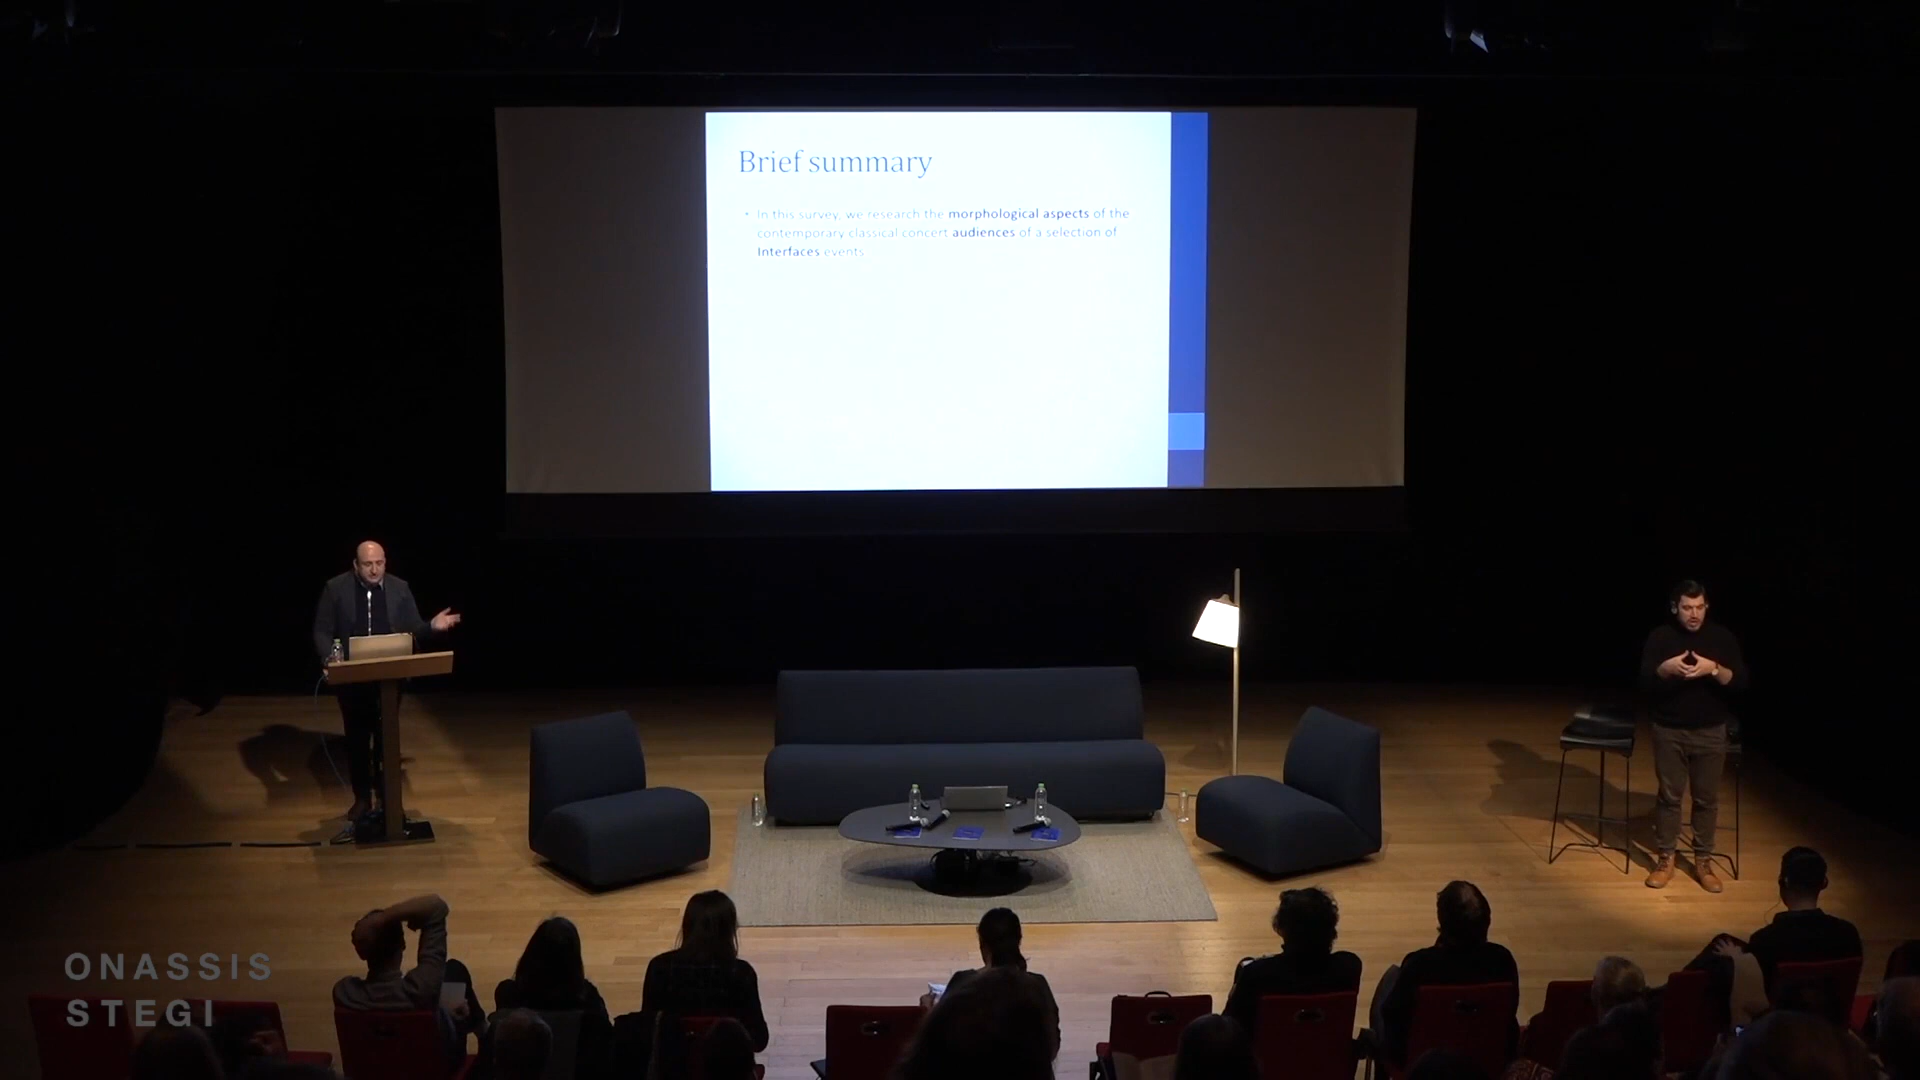 Brief summary
• In this survey, we research the morphological aspects of the
contemporary classical concert audiences of a selection of
Interfaces events.
ONASSIS
STEGI